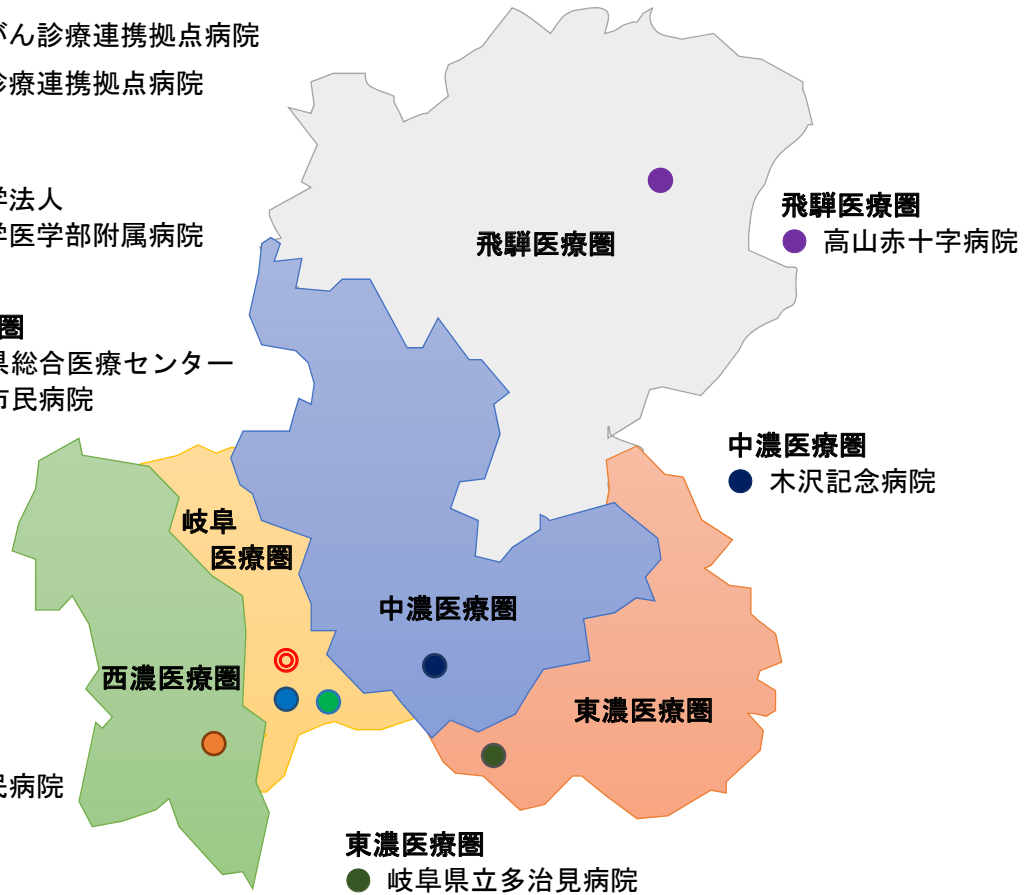 がん診療連携拠点病院
診療連携拠点病院
学法人
学医学部附属病院
飛騨医療圏
飛騨医療圏
高山赤十字病院
圏
県総合医療センター
市民病院
中濃医療圏
木沢記念病院
岐阜
医療圏
中濃医療圏
西濃医療圏
東濃医療圏
民病院
東濃医療圏
岐阜県立多治見病院